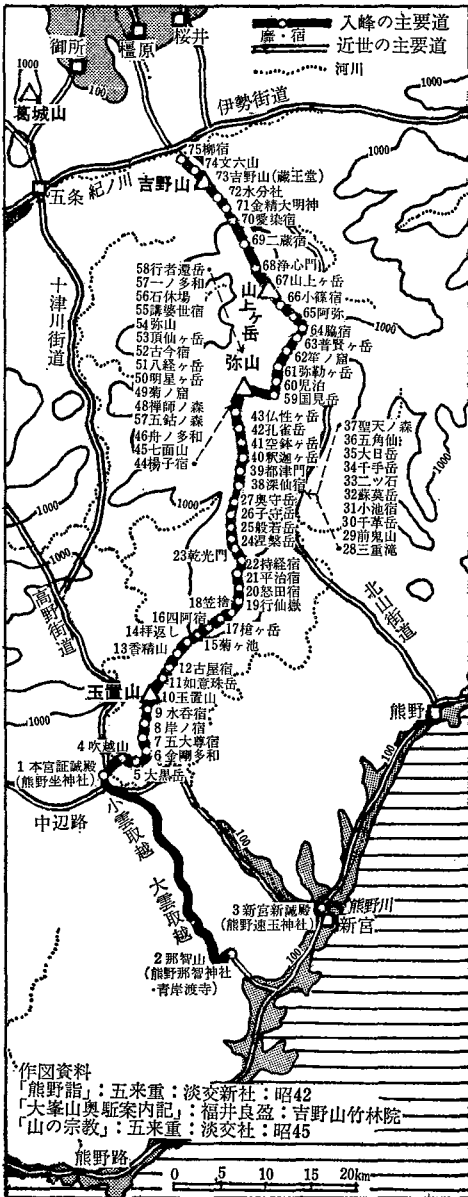 入峰の主要道
靡・宿
近世の主要道
河川
桜井
橿原
御所
1000
100
葛城山
伊勢街道
五条
紀ノ川
吉野山
十津川街道
高野街道
北山街道
75柳宿
74文六山
73吉野山(蔵王堂)
72水分社
71金精大明神
70愛染宿
69二蔵宿
68浄心門
67山上ヶ岳
山上ヶ岳
66小篠宿
65阿弥
64脇宿
63普賢ヶ岳
62笙ノ窟
61弥勒ヶ岳
60児泊
59国見岳
弥山
58行者還岳
57一ノ多和
56石休場
55講婆世宿
54弥山
53頂仙ヶ岳
52古今宿
51八経ヶ岳
50明星ヶ岳
49菊ノ窟
48禅師ノ森
57五鈷ノ森
46舟ノ多和
45七面山
44楊子宿
43仏性ヶ岳
42孔雀岳
41空鉢ヶ岳
40釈迦ヶ岳
39都津門
38深仙宿
37聖天ノ森
36五角仙
35大日岳
34千手岳
33二ツ石
32蘇莫岳
31小池宿
30千草岳
29前鬼山
28三重滝
27奥守岳
26子守岳
25般若岳
24涅槃岳
23乾光門
22持経宿
21平治宿
20怒田宿
19行仙嶽
18笠捨
17槍ヶ岳
16四阿宿
15菊ヶ池
14拝返し
13香精山
12古屋宿
11如意珠岳
10玉置山
玉置山
9 水呑宿
8 岸ノ宿
7 五大尊宿
6 金剛多和
5 大黒岳
4 吹越山
1 本宮証誠殿
(熊野坐神社)
中辺路
小雲取越
大雲取越
2 那智山
(熊野那智神社
・青岸渡寺)
3 新宮新誠殿
(熊野速玉神社)
熊野川
新宮
熊野
1000
1000
1000
1000
100
100
100
作図資料
「熊野詣」:五来重:淡交新社:昭42
「大峯山奥駈案内記」:福井良盈:吉野山竹林院
「山の宗教」:五来重:淡交社:昭45
熊野路
0 5 10 15 20km